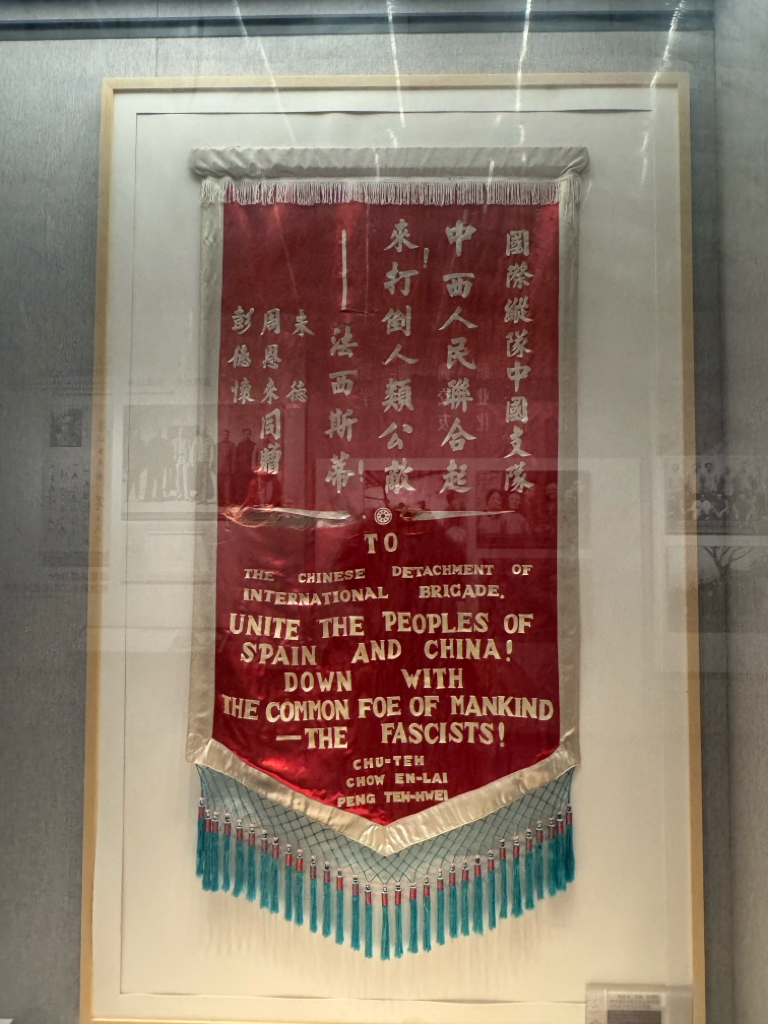 國際縱隊中國支隊
中西人民聯合起
來!打倒人類公敵
——法西斯蒂!
朱德
周恩来同贈
彭德懷
TO
THE CHINESE DETACHMENT OF
INTERNATIONAL BRIGADE.
UNITE THE PEOPLES OF
SPAIN AND CHINA!
DOWN WITH
THE COMMON FOE OF MANKIND
—THE FASCISTS!
CHU-TEH
CHOW EN-LAI
PENG TEH-HWEI